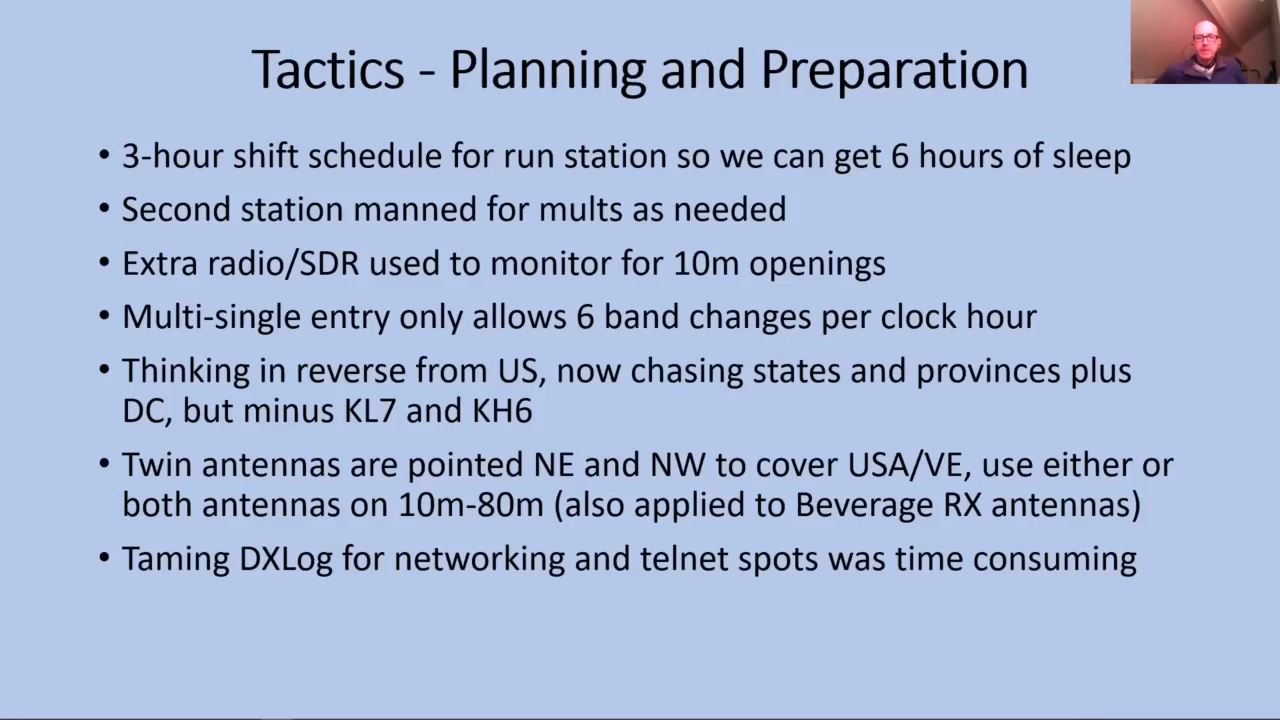 Tactics - Planning and Preparation
• 3-hour shift schedule for run station so we can get 6 hours of sleep
• Second station manned for mults as needed
• Extra radio/SDR used to monitor for 10m openings
• Multi-single entry only allows 6 band changes per clock hour
• Thinking in reverse from US, now chasing states and provinces plus
DC, but minus KL7 and KH6
• Twin antennas are pointed NE and NW to cover USA/VE, use either or
both antennas on 10m-80m (also applied to Beverage RX antennas)
• Taming DXLog for networking and telnet spots was time consuming